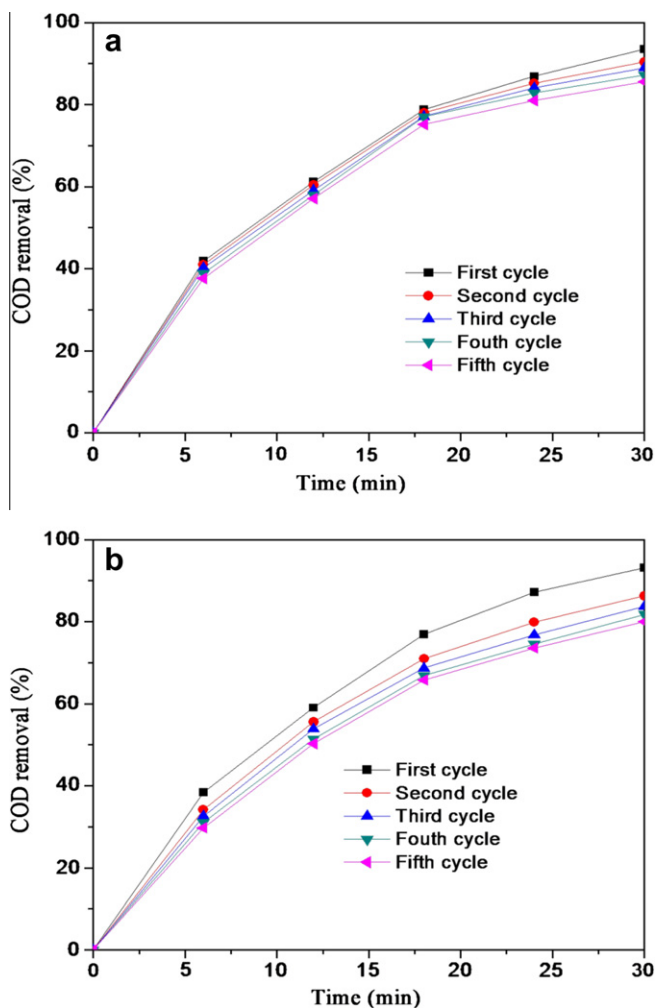 a
100
80
60
40
20
0
COD removal (%)
First cycle
Second cycle
Third cycle
Fouth cycle
Fifth cycle
0 5 10 15 20 25 30
Time (min)
b
100
80
60
40
20
0
COD removal (%)
First cycle
Second cycle
Third cycle
Fouth cycle
Fifth cycle
0 5 10 15 20 25 30
Time (min)